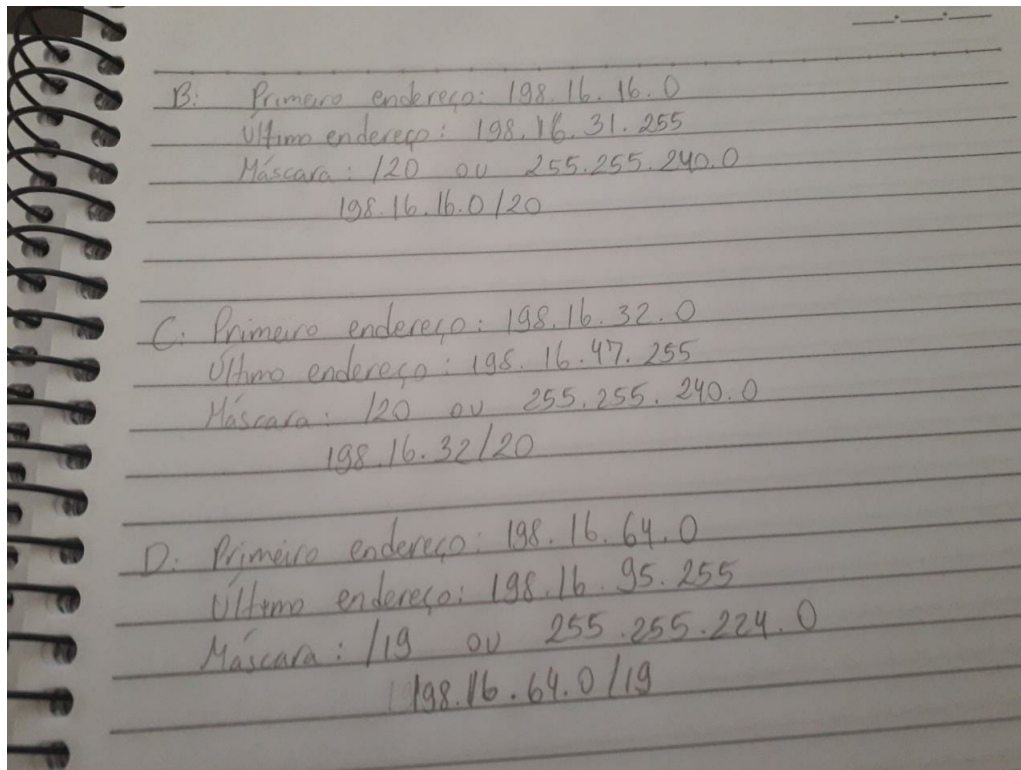 B: Primeiro endereço: 198.16.16.0
Último endereço: 198.16.31.255
Máscara: /20 ou 255.255.240.0
198.16.16.0/20
C: Primeiro endereço: 198.16.32.0
Último endereço: 198.16.47.255
Máscara: /20 ou 255.255.240.0
198.16.32/20
D: Primeiro endereço: 198.16.64.0
Último endereço: 198.16.95.255
Máscara: /19 ou 255.255.224.0
198.16.64.0/19